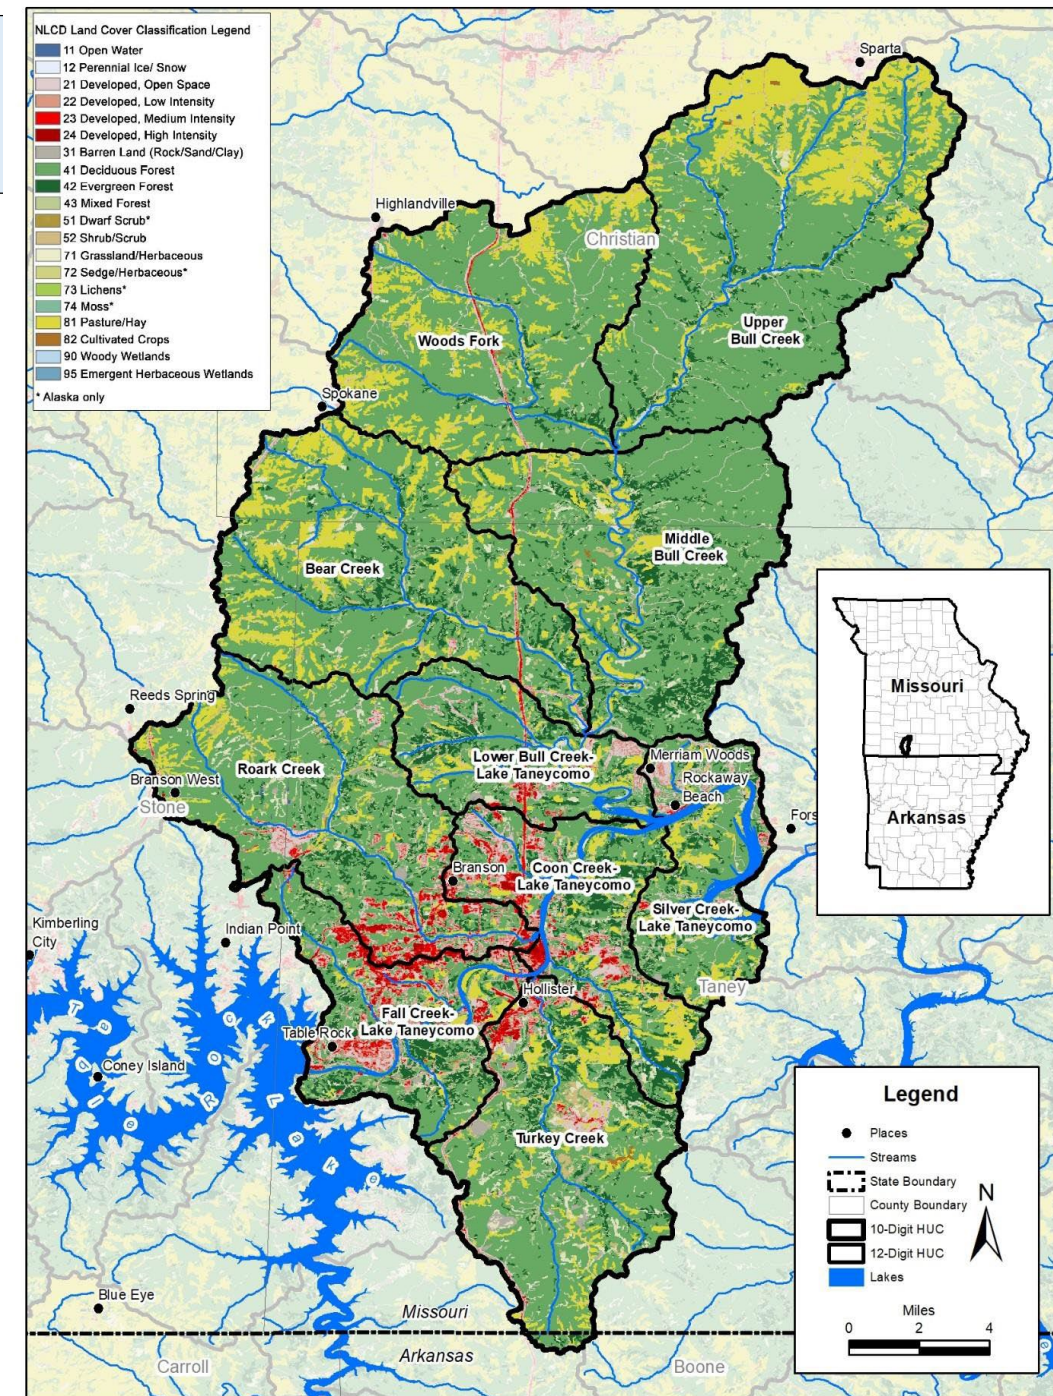 NLCD Land Cover Classification Legend
11 Open Water
12 Perennial Ice/ Snow
21 Developed, Open Space
22 Developed, Low Intensity
23 Developed, Medium Intensity
24 Developed, High Intensity
31 Barren Land (Rock/Sand/Clay)
41 Deciduous Forest
42 Evergreen Forest
43 Mixed Forest
51 Dwarf Scrub*
52 Shrub/Scrub
71 Grassland/Herbaceous
72 Sedge/Herbaceous*
73 Lichens*
74 Moss*
81 Pasture/Hay
82 Cultivated Crops
90 Woody Wetlands
95 Emergent Herbaceous Wetlands
* Alaska only
Sparta
Highlandville
Christian
Woods Fork
Upper
Bull Creek
Spokane
Middle
Bull Creek
Bear Creek
Reeds Spring
Roark Creek
Lower Bull Creek-
Lake Taneycomo
Merriam Woods
Rockaway
Beach
Branson West
Stone
Fors
Branson
Coon Creek-
Lake Taneycomo
Silver Creek-
Lake Taneycomo
Kimberling
City
Indian Point
Taney
Hollister
Fall Creek-
Lake Taneycomo
Table Rock
Coney Island
Table Rock Lake
Turkey Creek
Blue Eye
Missouri
Arkansas
Carroll
Boone
Missouri
Arkansas
Legend
Places
Streams
State Boundary
County Boundary
10-Digit HUC
12-Digit HUC
Lakes
N
Miles
0 2 4